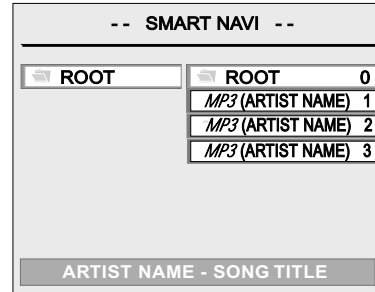 -- SMART NAVI --
ROOT ROOT 0
MP3 (ARTIST NAME) 1
MP3 (ARTIST NAME) 2
MP3 (ARTIST NAME) 3
ARTIST NAME - SONG TITLE